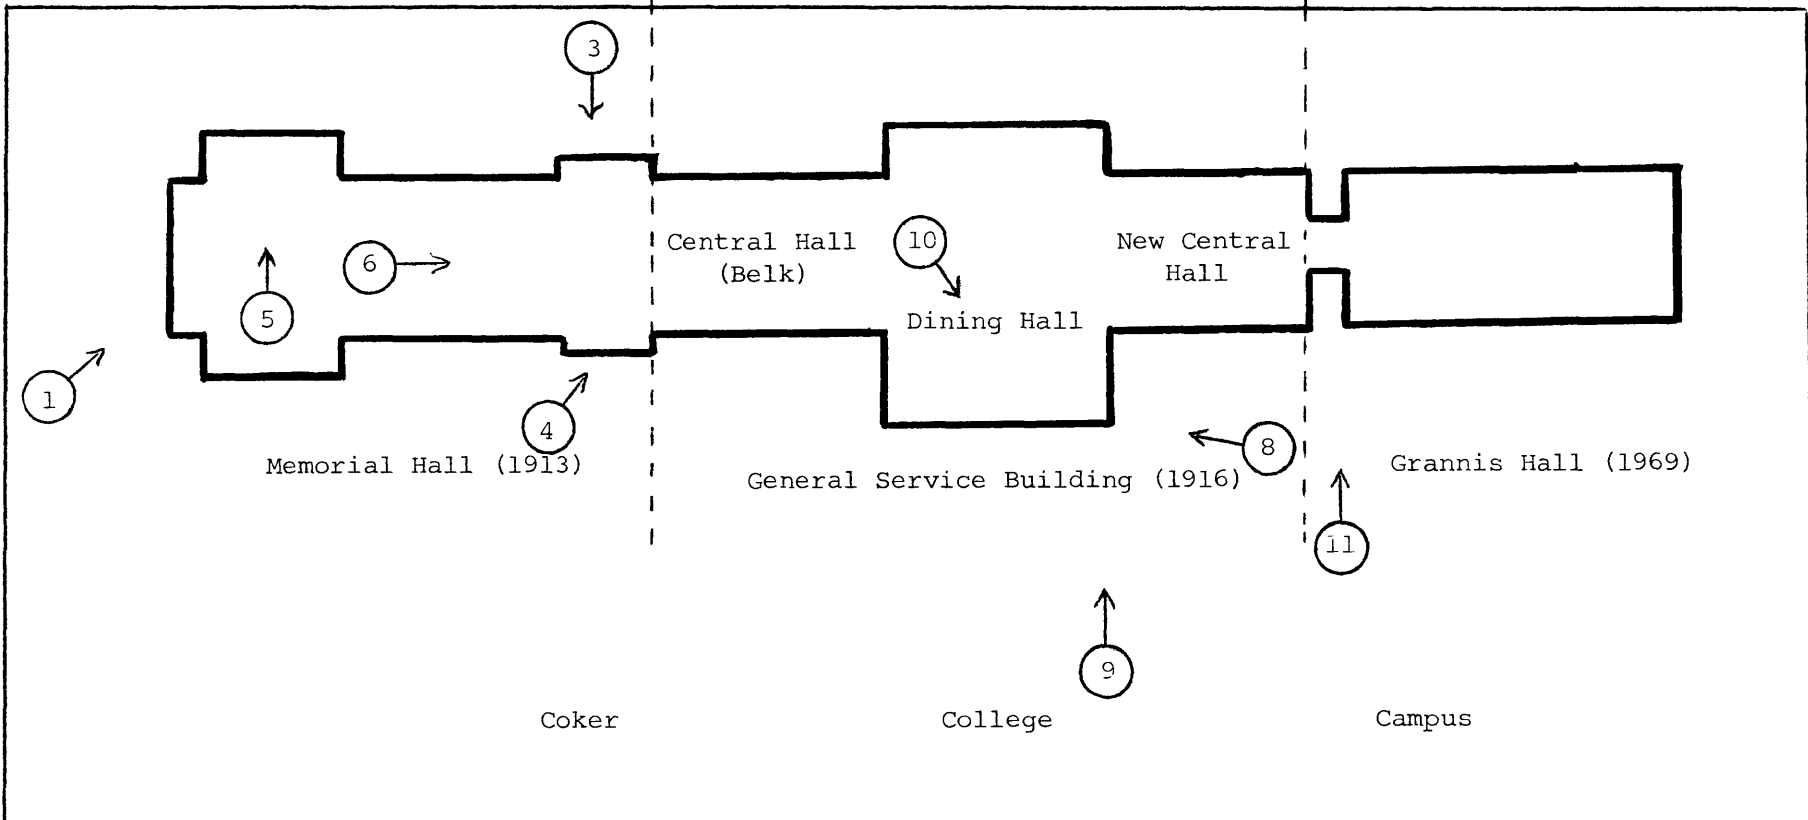 3
Central Hall
(Belk)
10
New Central
Hall
6
5
Dining Hall
1
4
8
Memorial Hall (1913)
General Service Building (1916)
Grannis Hall (1969)
11
9
Coker College Campus